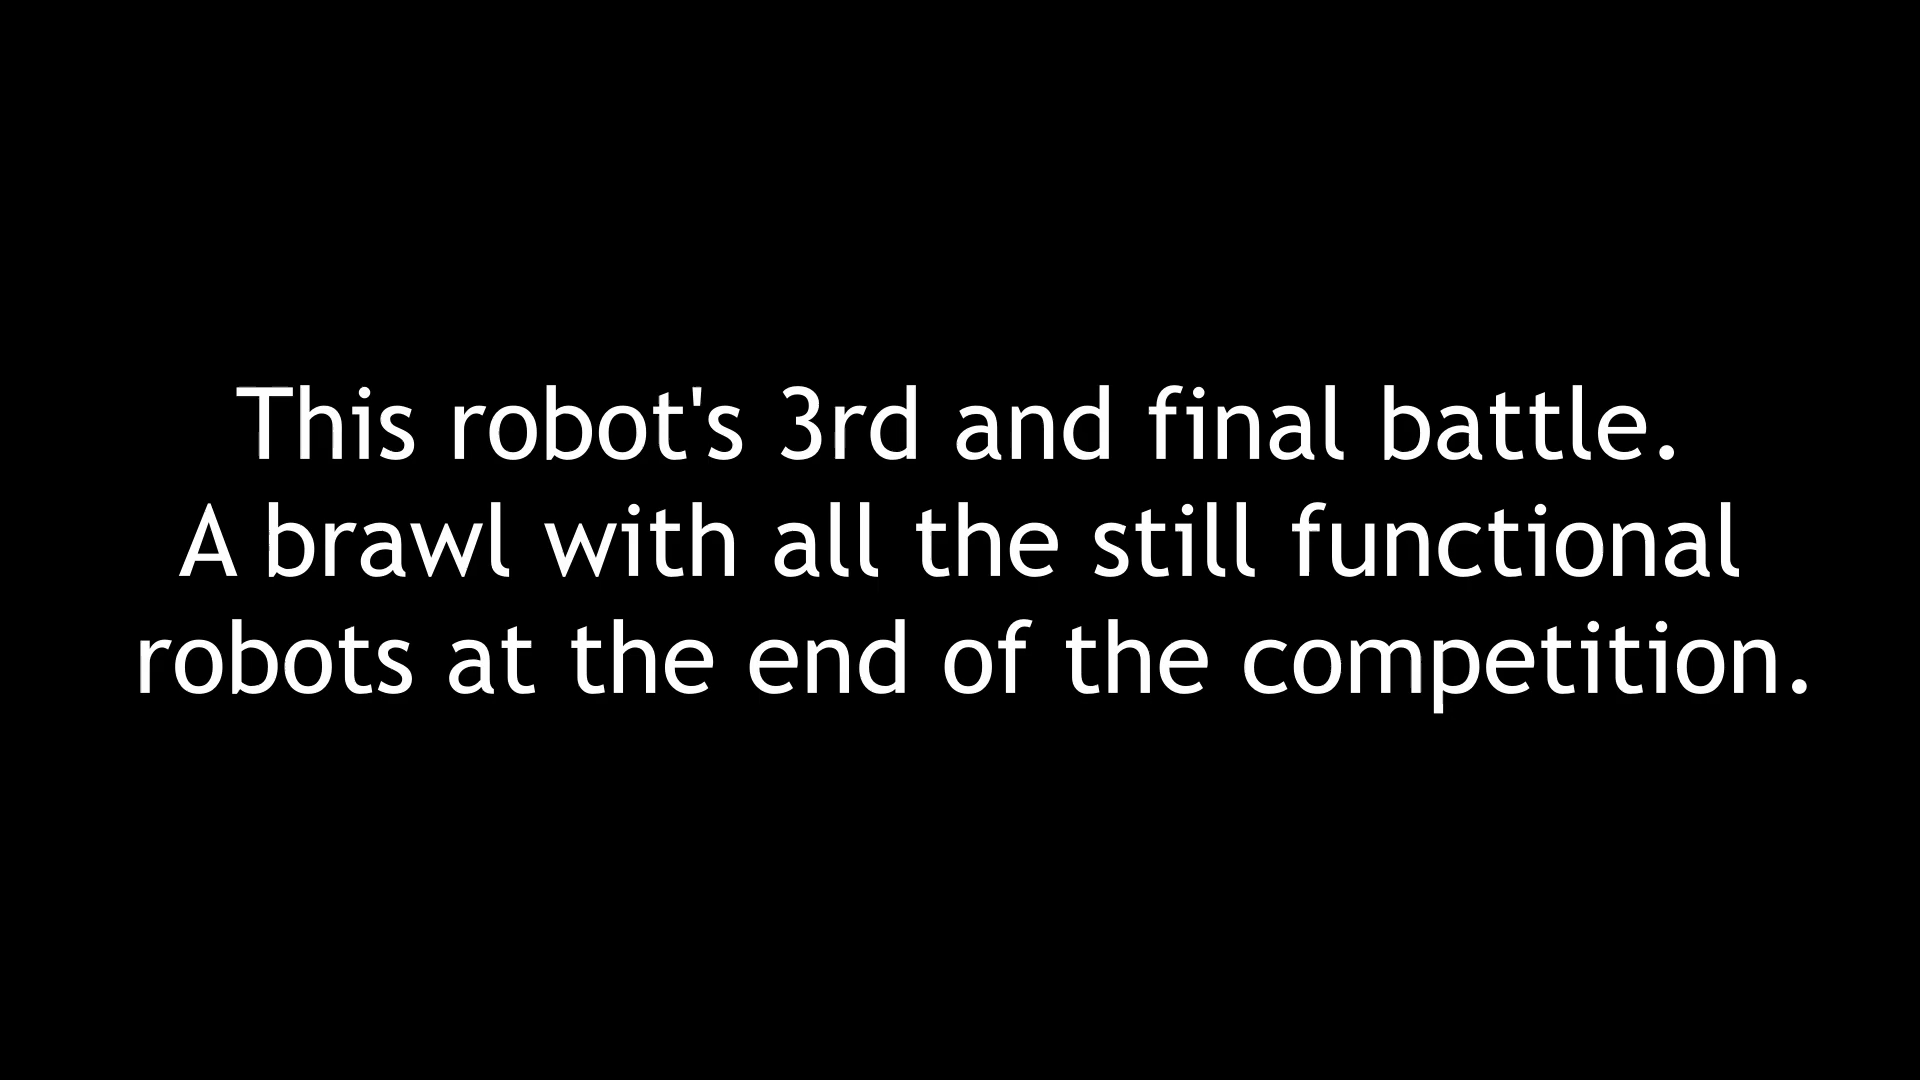 This robot's 3rd and final battle.
A brawl with all the still functional
robots at the end of the competition.